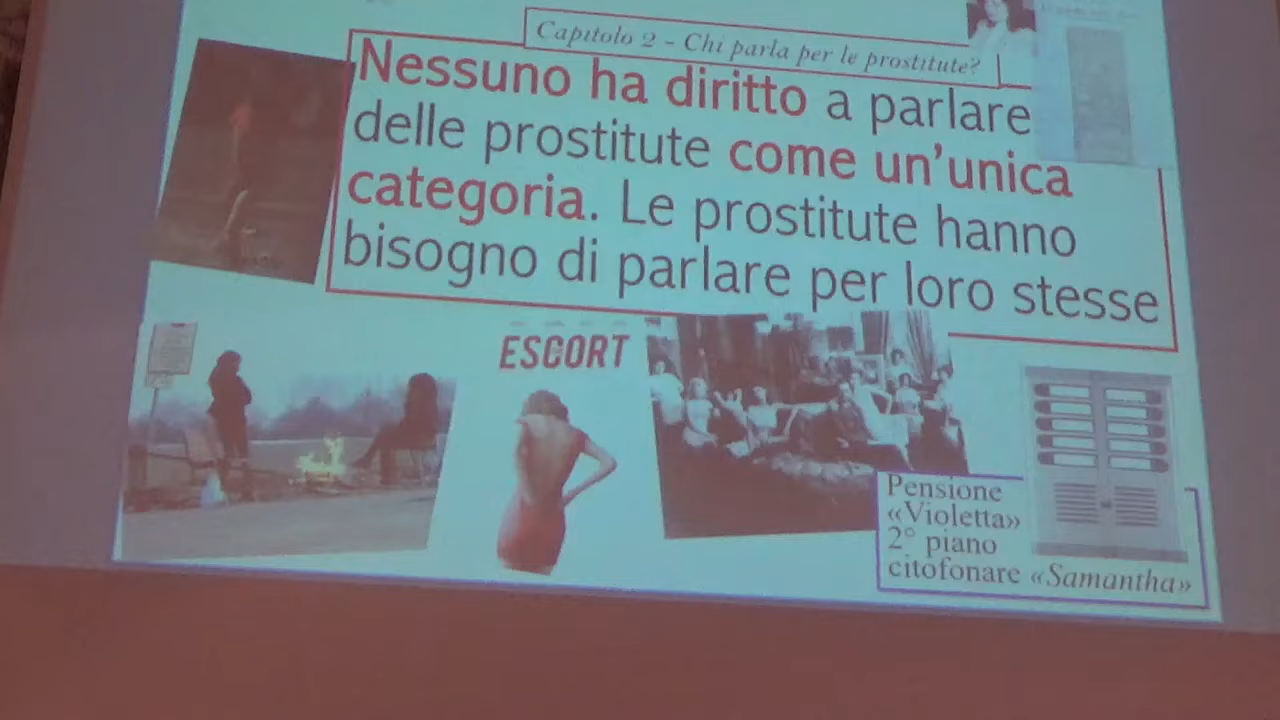 Capitolo 2 - Chi parla per le prostitute?
Nessuno ha diritto a parlare
delle prostitute come un'unica
categoria. Le prostitute hanno
bisogno di parlare per loro stesse
ESCORT
Pensione
«Violetta»
2° piano
citofonare «Samantha»